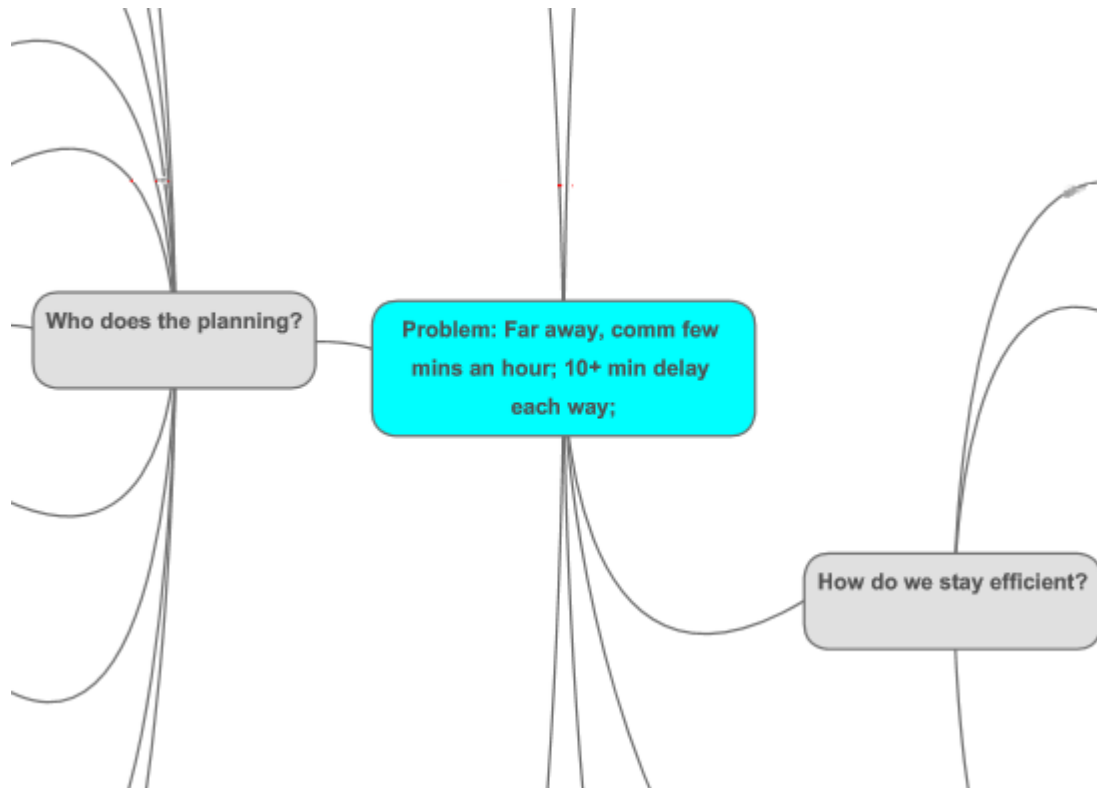 Who does the planning?
Problem: Far away, comm few
mins an hour; 10+ min delay
each way;
How do we stay efficient?